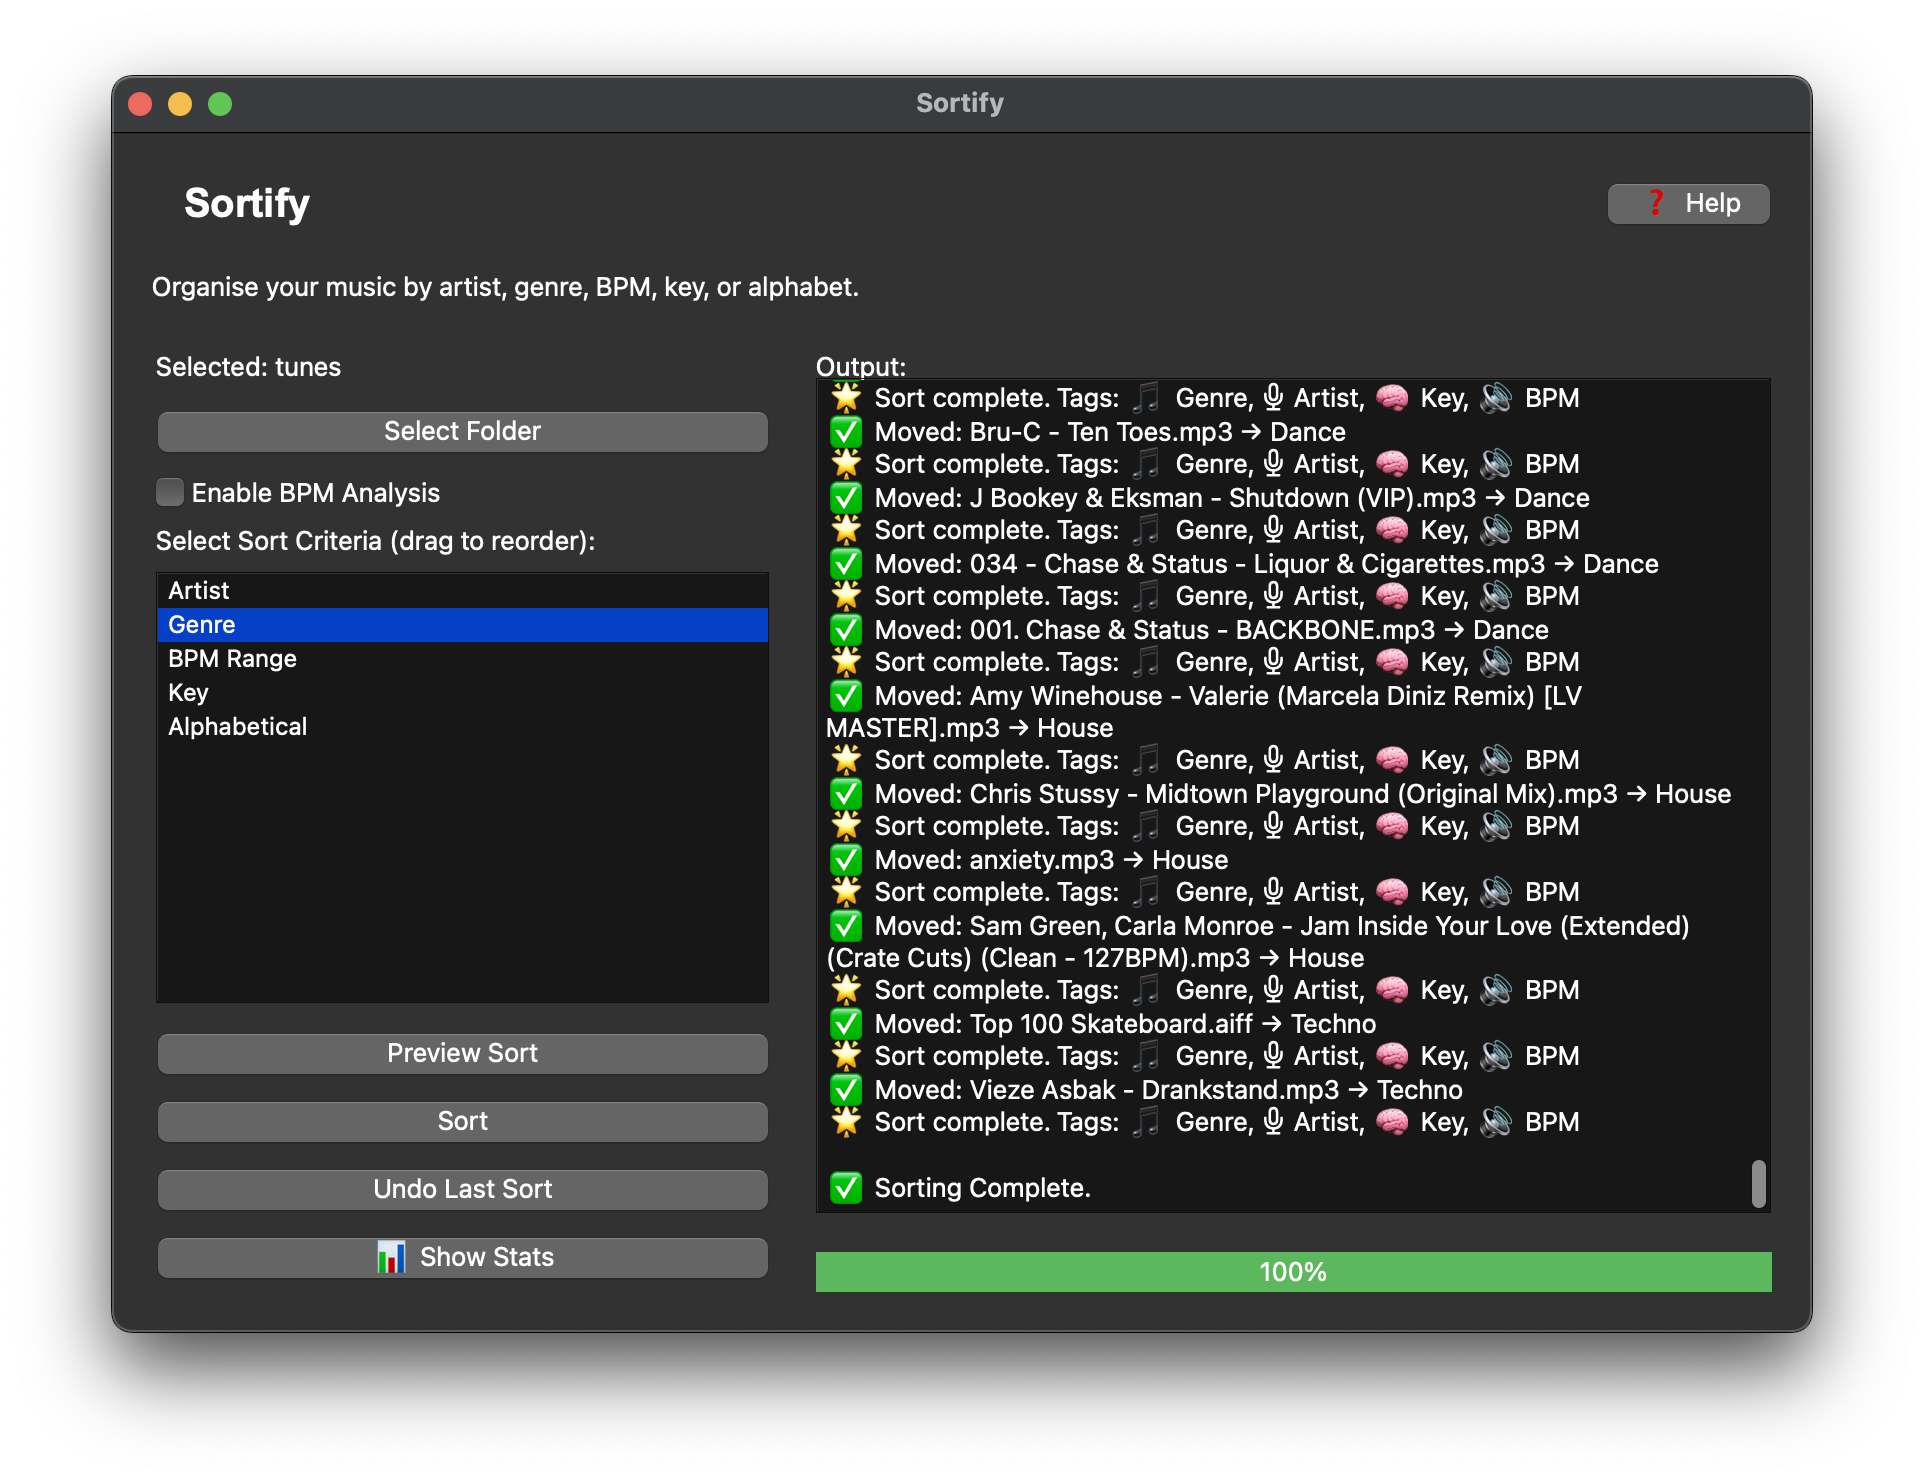 Sortify
Sortify
❓ Help
Organise your music by artist, genre, BPM, key, or alphabet.
Selected: tunes
Select Folder
Enable BPM Analysis
Select Sort Criteria (drag to reorder):
Artist
Genre
BPM Range
Key
Alphabetical
Preview Sort
Sort
Undo Last Sort
📊 Show Stats
Output:
🌟 Sort complete. Tags: 🎵 Genre, 🎙 Artist, 🧠 Key, 🔊 BPM
✅ Moved: Bru-C - Ten Toes.mp3 → Dance
🌟 Sort complete. Tags: 🎵 Genre, 🎙 Artist, 🧠 Key, 🔊 BPM
✅ Moved: J Bookey & Eksman - Shutdown (VIP).mp3 → Dance
🌟 Sort complete. Tags: 🎵 Genre, 🎙 Artist, 🧠 Key, 🔊 BPM
✅ Moved: 034 - Chase & Status - Liquor & Cigarettes.mp3 → Dance
🌟 Sort complete. Tags: 🎵 Genre, 🎙 Artist, 🧠 Key, 🔊 BPM
✅ Moved: 001. Chase & Status - BACKBONE.mp3 → Dance
🌟 Sort complete. Tags: 🎵 Genre, 🎙 Artist, 🧠 Key, 🔊 BPM
✅ Moved: Amy Winehouse - Valerie (Marcela Diniz Remix) [LV
MASTER].mp3 → House
🌟 Sort complete. Tags: 🎵 Genre, 🎙 Artist, 🧠 Key, 🔊 BPM
✅ Moved: Chris Stussy - Midtown Playground (Original Mix).mp3 → House
🌟 Sort complete. Tags: 🎵 Genre, 🎙 Artist, 🧠 Key, 🔊 BPM
✅ Moved: anxiety.mp3 → House
🌟 Sort complete. Tags: 🎵 Genre, 🎙 Artist, 🧠 Key, 🔊 BPM
✅ Moved: Sam Green, Carla Monroe - Jam Inside Your Love (Extended)
(Crate Cuts) (Clean - 127BPM).mp3 → House
🌟 Sort complete. Tags: 🎵 Genre, 🎙 Artist, 🧠 Key, 🔊 BPM
✅ Moved: Top 100 Skateboard.aiff → Techno
🌟 Sort complete. Tags: 🎵 Genre, 🎙 Artist, 🧠 Key, 🔊 BPM
✅ Moved: Vieze Asbak - Drankstand.mp3 → Techno
🌟 Sort complete. Tags: 🎵 Genre, 🎙 Artist, 🧠 Key, 🔊 BPM
✅ Sorting Complete.
100%